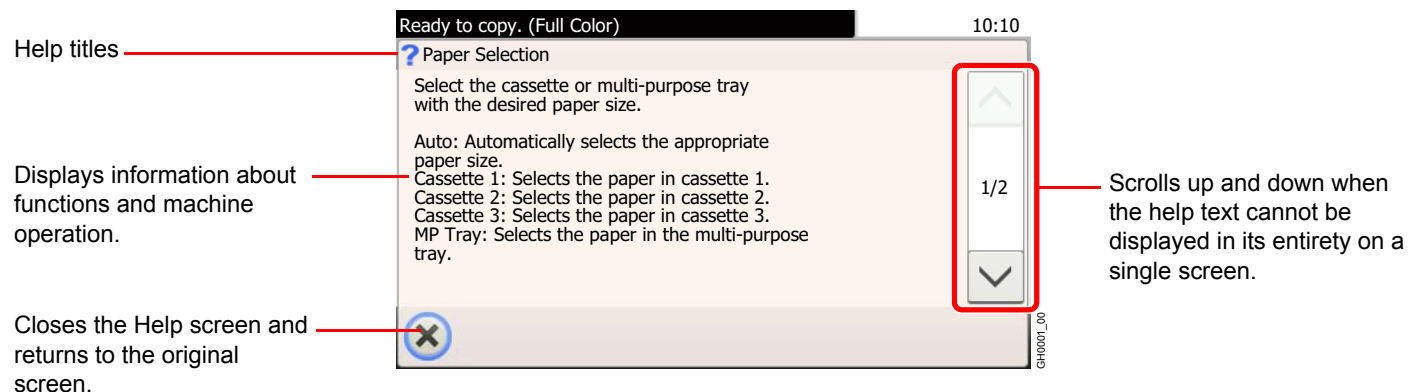 Ready to copy. (Full Color)
10:10
Help titles
Paper Selection
Select the cassette or multi-purpose tray
with the desired paper size.
Auto: Automatically selects the appropriate
paper size.
Cassette 1: Selects the paper in cassette 1.
Cassette 2: Selects the paper in cassette 2.
Cassette 3: Selects the paper in cassette 3.
MP Tray: Selects the paper in the multi-purpose
tray.
1/2
Displays information about
functions and machine
operation.
Scrolls up and down when
the help text cannot be
displayed in its entirety on a
single screen.
Closes the Help screen and
returns to the original
screen.
GH0001_00